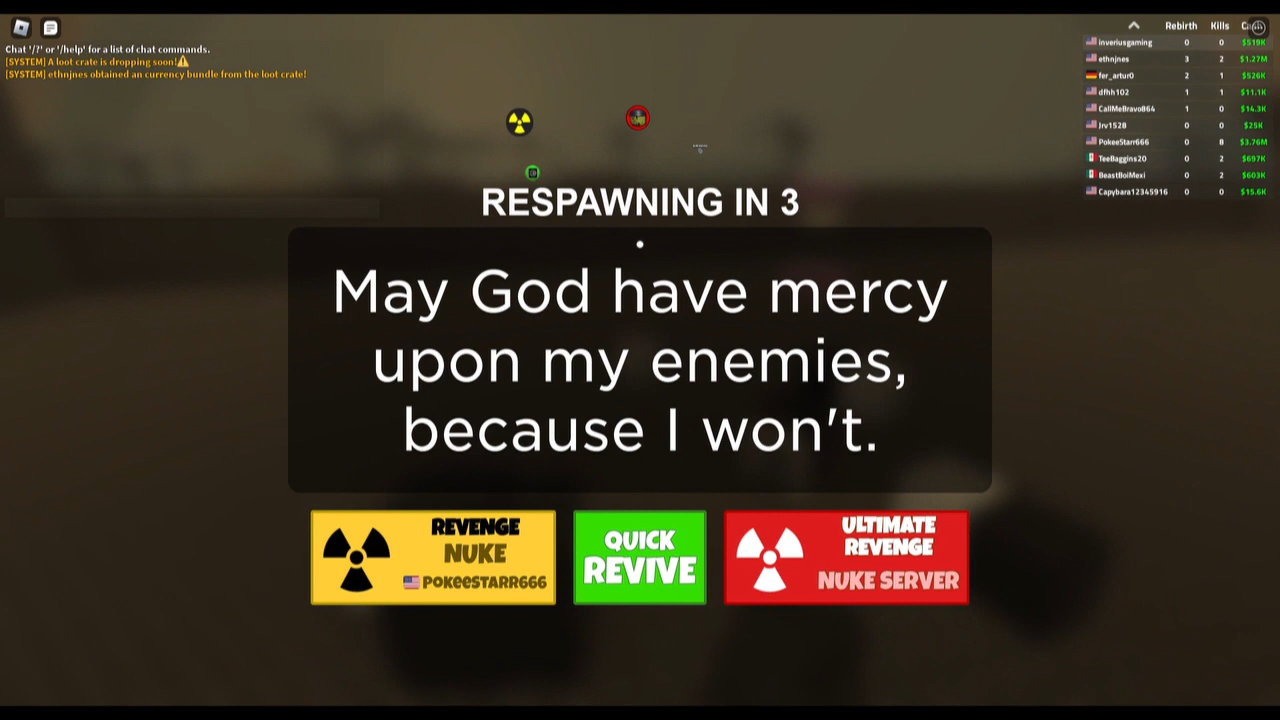 Chat '/?' or '/help' for a list of chat commands.
[SYSTEM] A loot crate is dropping soon!⚠
[SYSTEM] ethnjnes obtained an currency bundle from the loot crate!
Rebirth Kills
inveriusgaming 0 0 $519K
ethnjnes 3 2 $1.27M
fer_artur0 2 1 $526K
dfhh102 1 1 $11.1K
CallMeBravo864 1 0 $14.3K
Jrv1528 0 0 $25K
PokeeStarr666 0 8 $3.76M
TeeBaggins20 0 2 $697K
BeastBoiMexi 0 2 $603K
Capybara12345916 0 0 $15.6K
RESPAWNING IN 3
May God have mercy
upon my enemies,
because I won't.
REVENGE
NUKE
POKEESTARR666
QUICK
REVIVE
ULTIMATE
REVENGE
NUKE SERVER